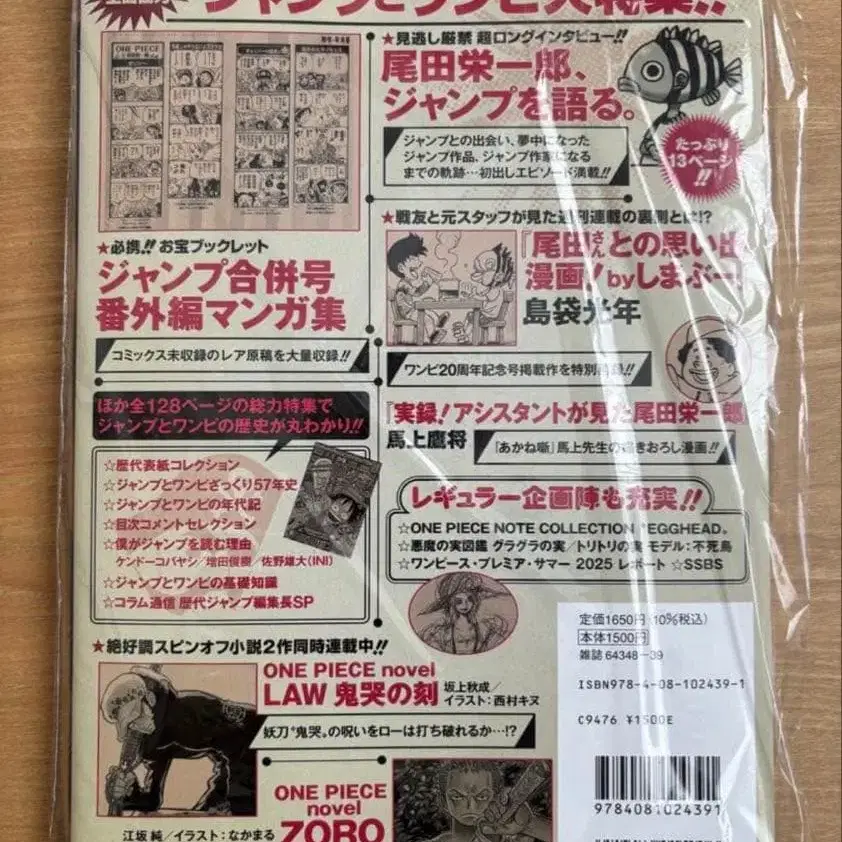 ジャンプとワンピ大特集!!
ONE PIECE
★見逃し厳禁 超ロングインタビュー!!
尾田栄一郎、
ジャンプを語る。
ジャンプとの出会い、夢中になった
ジャンプ作品、ジャンプ作家になる
までの軌跡…初出しエピソード満載!!
たっぷり
13ページ
!!
★必携!! お宝ブックレット
ジャンプ合併号
番外編マンガ集
コミックス未収録のレア原稿を大量収録!!
★戦友と元スタッフが見た週刊連載の裏側とは!?
『尾田さんとの思い出
漫画!byしまぶー』
島袋光年
ワンピ20周年記念号掲載作を特別再録!!
『実録!アシスタントが見た尾田栄一郎
馬上鷹将
「あかね噺」馬上先生の描きおろし漫画!!
ほか全128ページの総力特集で
ジャンプとワンピの歴史が丸わかり!!
☆歴代表紙コレクション
☆ジャンプとワンピざっくり57年史
☆ジャンプとワンピの年代記
☆目次コメントセレクション
☆僕がジャンプを読む理由
ケンドーコバヤシ/増田俊樹/佐野雄大(INI)
☆ジャンプとワンピの基礎知識
☆コラム通信 歴代ジャンプ編集長SP
レギュラー企画陣も充実!!
☆ONE PIECE NOTE COLLECTION "EGGHEAD"
☆悪魔の実図鑑 グラグラの実/トリトリの実 モデル:不死鳥
☆ワンピース・プレミア・サマー 2025 レポート ☆SSBS
★絶好調スピンオフ小説2作同時連載中!!
ONE PIECE novel
LAW 鬼哭の刻
坂上秋成/
イラスト:西村キヌ
妖刀"鬼哭"の呪いをローは打ち破れるか…!?
ONE PIECE
novel
ZORO
江坂 純/イラスト:なかまる
定価1650円(10%税込)
本体1500円
雑誌 64348-39
ISBN978-4-08-102439-1
C9476 ¥1500E
9784081024391